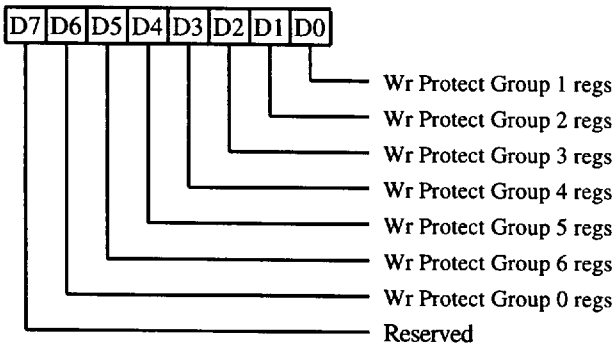 D7 D6 D5 D4 D3 D2 D1 D0
Wr Protect Group 1 regs
Wr Protect Group 2 regs
Wr Protect Group 3 regs
Wr Protect Group 4 regs
Wr Protect Group 5 regs
Wr Protect Group 6 regs
Wr Protect Group 0 regs
Reserved